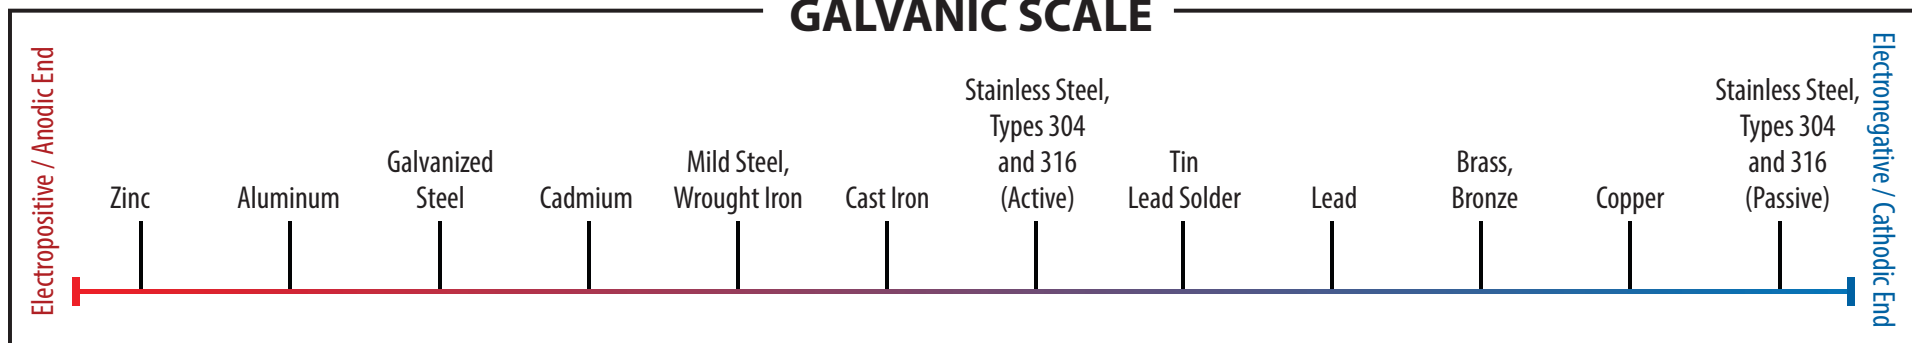 GALVANIC SCALE
Electropositive / Anodic End
Zinc
Aluminum
Galvanized
Steel
Cadmium
Mild Steel,
Wrought Iron
Cast Iron
Stainless Steel,
Types 304
and 316
(Active)
Tin
Lead Solder
Lead
Brass,
Bronze
Copper
Stainless Steel,
Types 304
and 316
(Passive)
Electronegative / Cathodic End